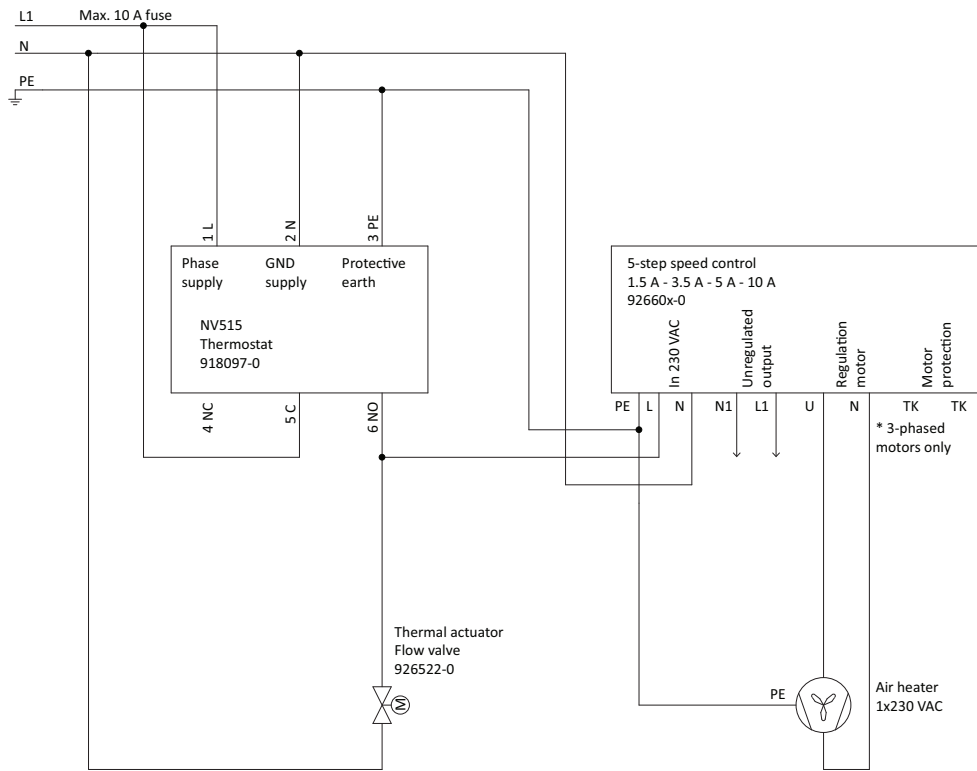 L1
Max. 10 A fuse
N
PE
1 L
2 N
3 PE
Phase
supply
GND
supply
Protective
earth
NV515
Thermostat
918097-0
4 NC
5 C
6 NO
5-step speed control
1.5 A - 3.5 A - 5 A - 10 A
92660x-0
In 230 VAC
Unregulated
output
Regulation
motor
Motor
protection
PE
L
N
N1
L1
U
N
TK
TK
* 3-phased
motors only
Thermal actuator
Flow valve
926522-0
M
PE
Air heater
1x230 VAC